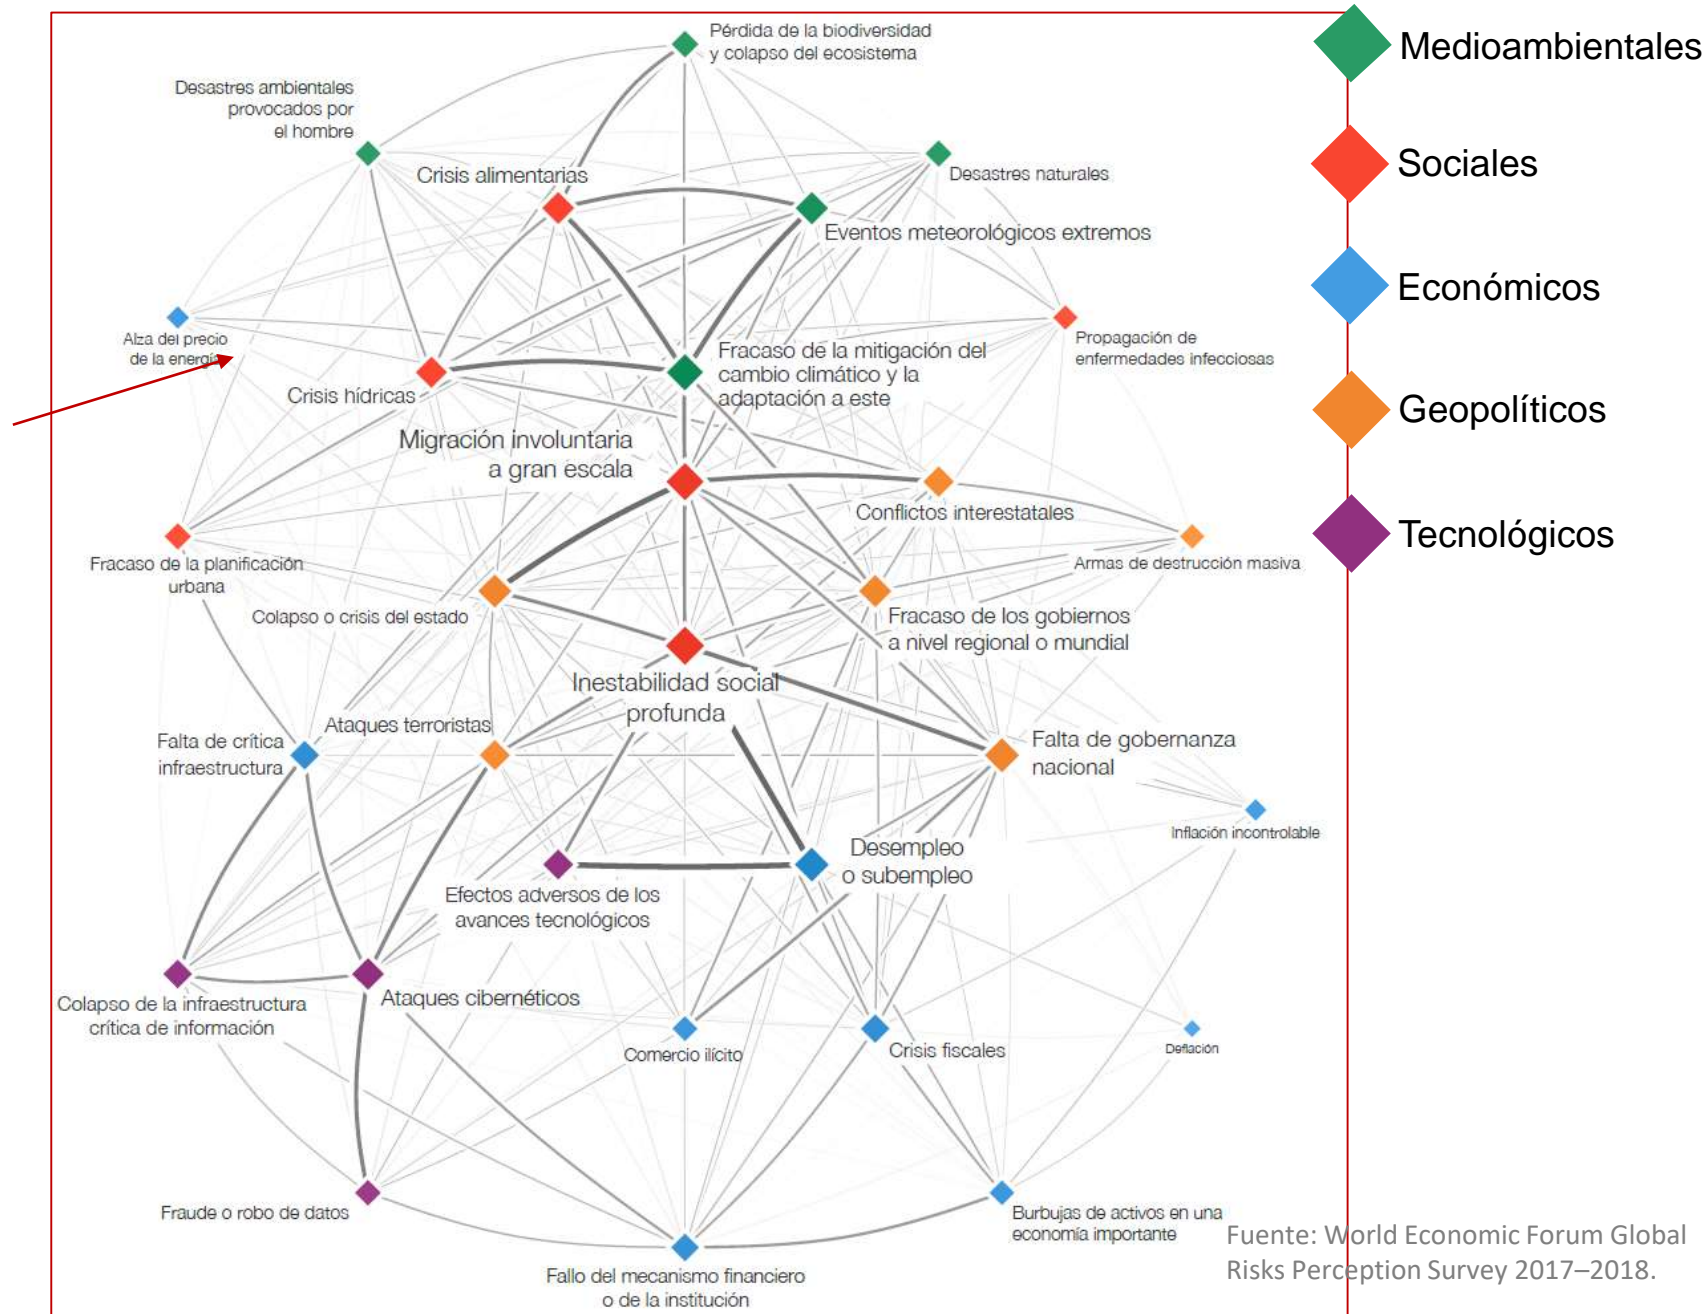 Pérdida de la biodiversidad
y colapso del ecosistema
Desastres ambientales
provocados por
el hombre
Crisis alimentarias
Desastres naturales
Eventos meteorológicos extremos
Alza del precio
de la energía
Propagación de
enfermedades infecciosas
Crisis hídricas
Fracaso de la mitigación del
cambio climático y la
adaptación a este
Migración involuntaria
a gran escala
Conflictos interestatales
Fracaso de la planificación
urbana
Armas de destrucción masiva
Colapso o crisis del estado
Fracaso de los gobiernos
a nivel regional o mundial
Inestabilidad social
profunda
Falta de crítica
infraestructura
Ataques terroristas
Falta de gobernanza
nacional
Inflación incontrolable
Efectos adversos de los
avances tecnológicos
Desempleo
o subempleo
Colapso de la infraestructura
crítica de información
Ataques cibernéticos
Comercio ilícito
Crisis fiscales
Deflación
Fraude o robo de datos
Burbujas de activos en una
economía importante
Fallo del mecanismo financiero
o de la institución
Medioambientales
Sociales
Económicos
Geopolíticos
Tecnológicos
Fuente: World Economic Forum Global
Risks Perception Survey 2017–2018.